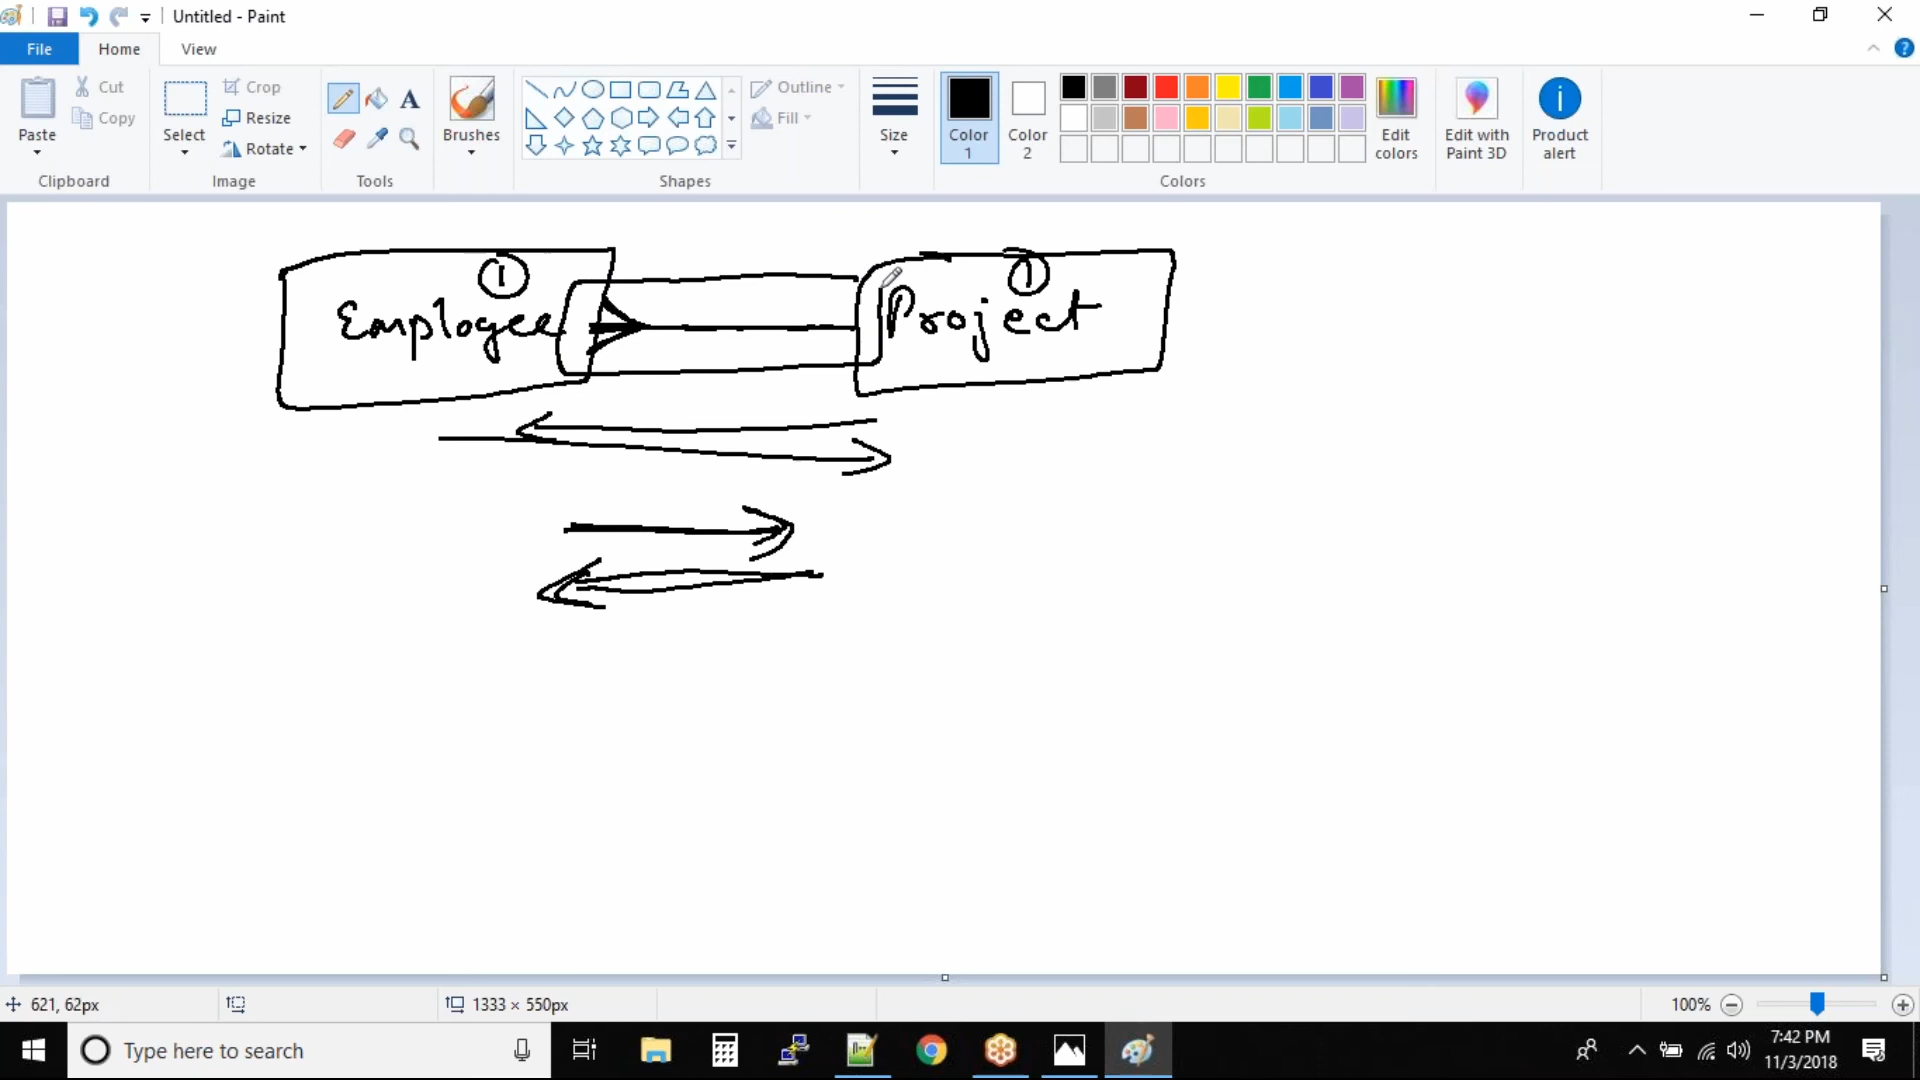 Untitled - Paint
File Home View
Paste
Cut
Copy
Clipboard
Select
Crop
Resize
Rotate
Image
Tools
Brushes
Shapes
Outline
Fill
Size
Color 1
Color 2
Edit colors
Colors
Edit with Paint 3D
Product alert
1
Employee
1
Project
621, 62px
1333 × 550px
100%
Type here to search
7:42 PM
11/3/2018